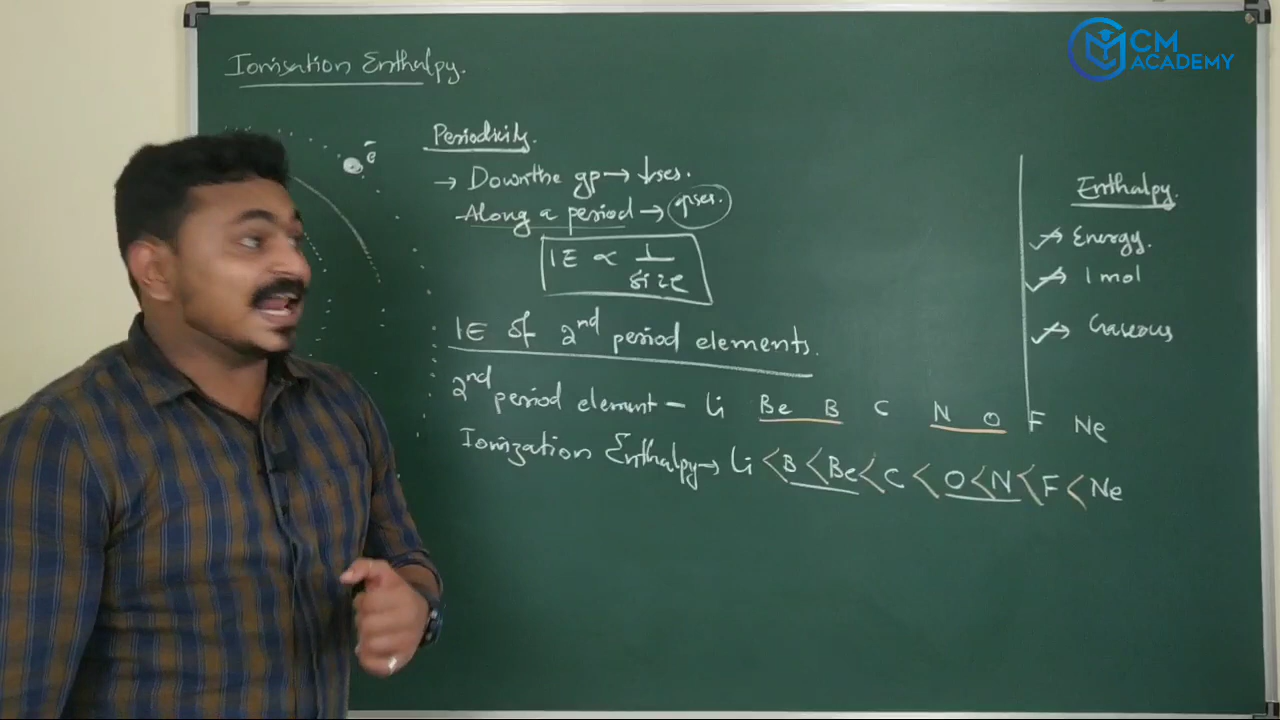 Ionisation Enthalpy.
CM
ACADEMY
ē
Periodicity.
→ Down the gp → ↓ses.
→ Along a period → ↑ses.
IE ∝ 1/size
IE of 2nd period elements.
2nd period element – Li Be B C N O F Ne
Ionization Enthalpy → Li < B < Be < C < O < N < F < Ne
Enthalpy.
→ Energy.
→ 1 mol
→ Gaseous